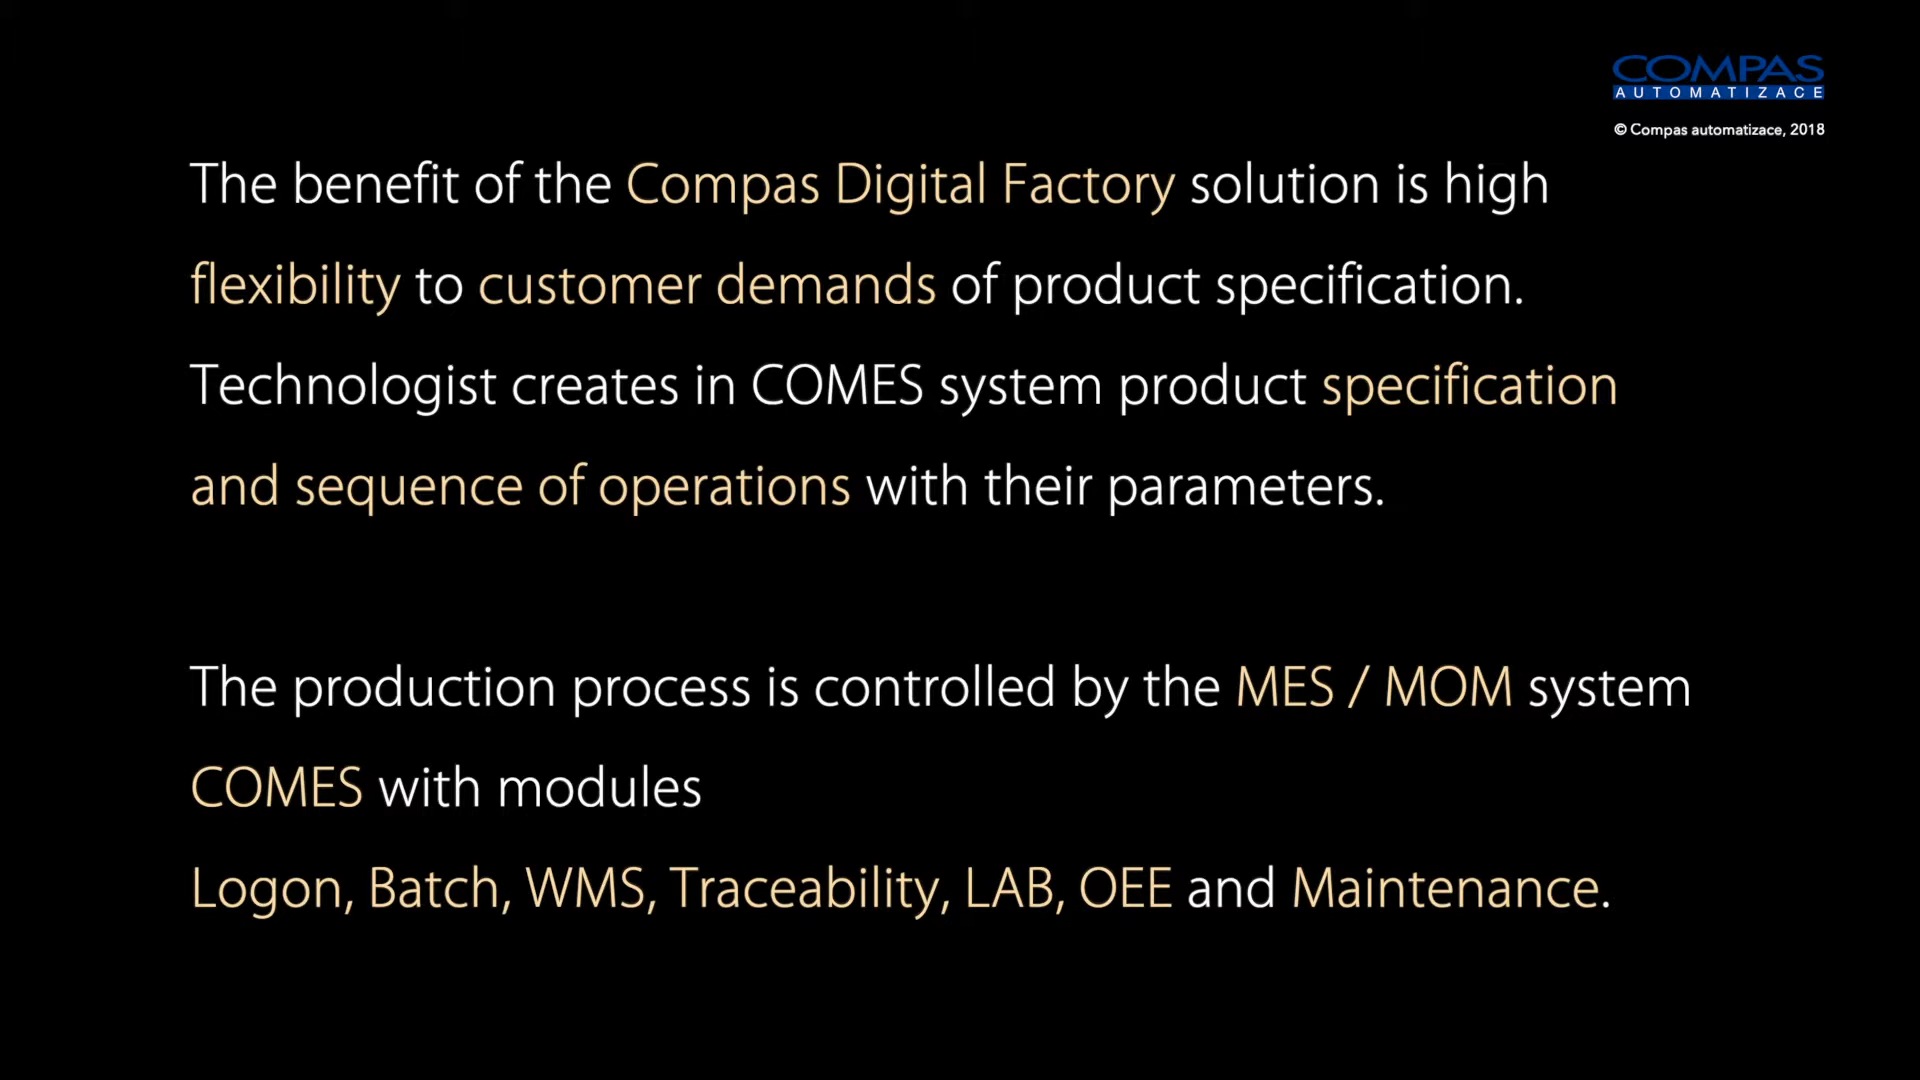 COMPAS
AUTOMATIZACE
© Compas automatizace, 2018
The benefit of the Compas Digital Factory solution is high
flexibility to customer demands of product specification.
Technologist creates in COMES system product specification
and sequence of operations with their parameters.
The production process is controlled by the MES / MOM system
COMES with modules
Logon, Batch, WMS, Traceability, LAB, OEE and Maintenance.